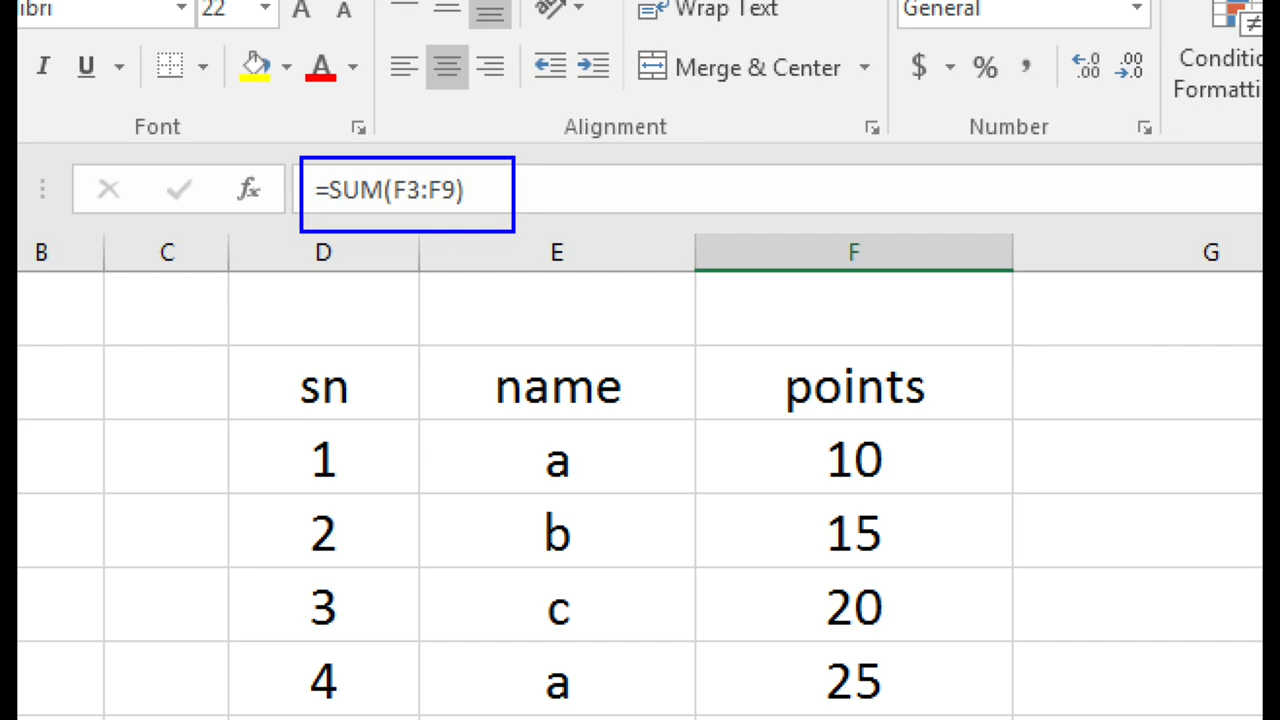 ibri 22 A A Wrap Text General
I U A Merge & Center $ % , .00 .00 Conditio
Formatti
Font Alignment Number
fx =SUM(F3:F9)
B C D E F G
sn name points
1 a 10
2 b 15
3 c 20
4 a 25